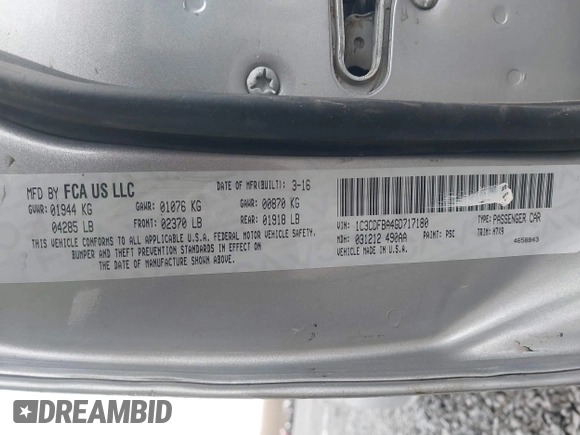 MFD BY FCA US LLC
DATE OF MFR(BUILT): 3-16
GVWR: 01944 KG
GAWR: 01076 KG
GAWR: 00870 KG
04285 LB
FRONT: 02370 LB
REAR: 01918 LB
THIS VEHICLE CONFORMS TO ALL APPLICABLE U.S.A. FEDERAL MOTOR VEHICLE SAFETY,
BUMPER AND THEFT PREVENTION STANDARDS IN EFFECT ON
THE DATE OF MANUFACTURE SHOWN ABOVE.
VIN: 1C3CDFBA4GD717180
TYPE: PASSENGER CAR
MDH: 031212 490AA
PAINT: PSC
TRIM: A7X9
VEHICLE MADE IN U.S.A.
4658943
DREAMBID